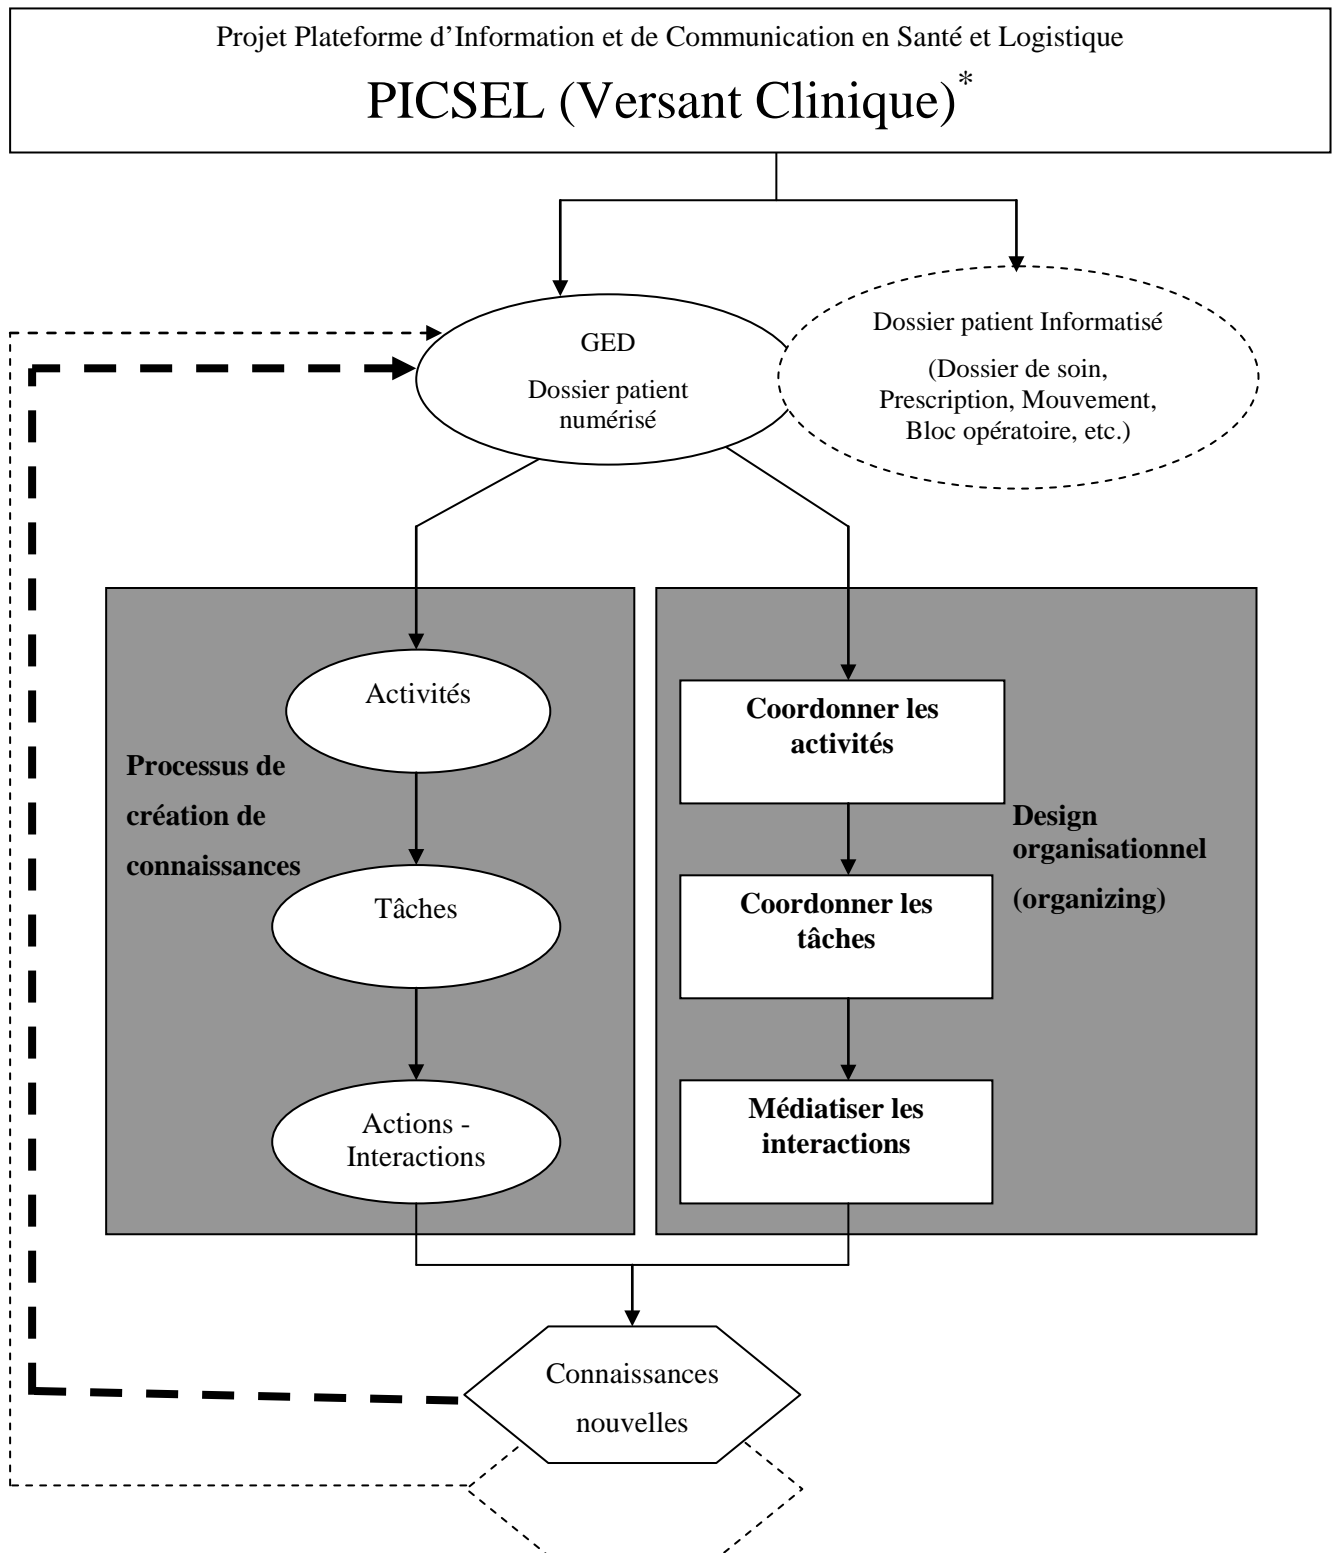 Projet Plateforme d’Information et de Communication en Santé et Logistique
PICSEL (Versant Clinique)*
GED
Dossier patient
numérisé
Dossier patient Informatisé
(Dossier de soin,
Prescription, Mouvement,
Bloc opératoire, etc.)
Processus de
création de
connaissances
Activités
Tâches
Actions -
Interactions
Coordonner les
activités
Coordonner les
tâches
Médiatiser les
interactions
Design
organisationnel
(organizing)
Connaissances
nouvelles